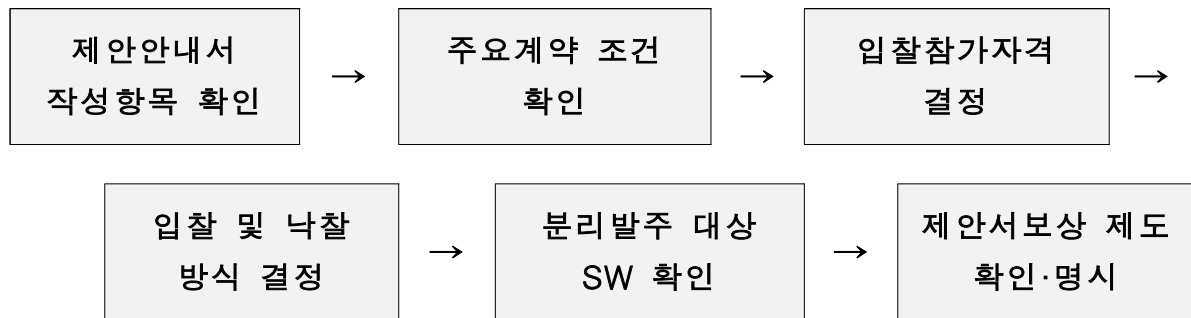 제안안내서
작성항목 확인
→
주요계약 조건
확인
→
입찰참가자격
결정
→
입찰 및 낙찰
방식 결정
→
분리발주 대상
SW 확인
→
제안서보상 제도
확인·명시